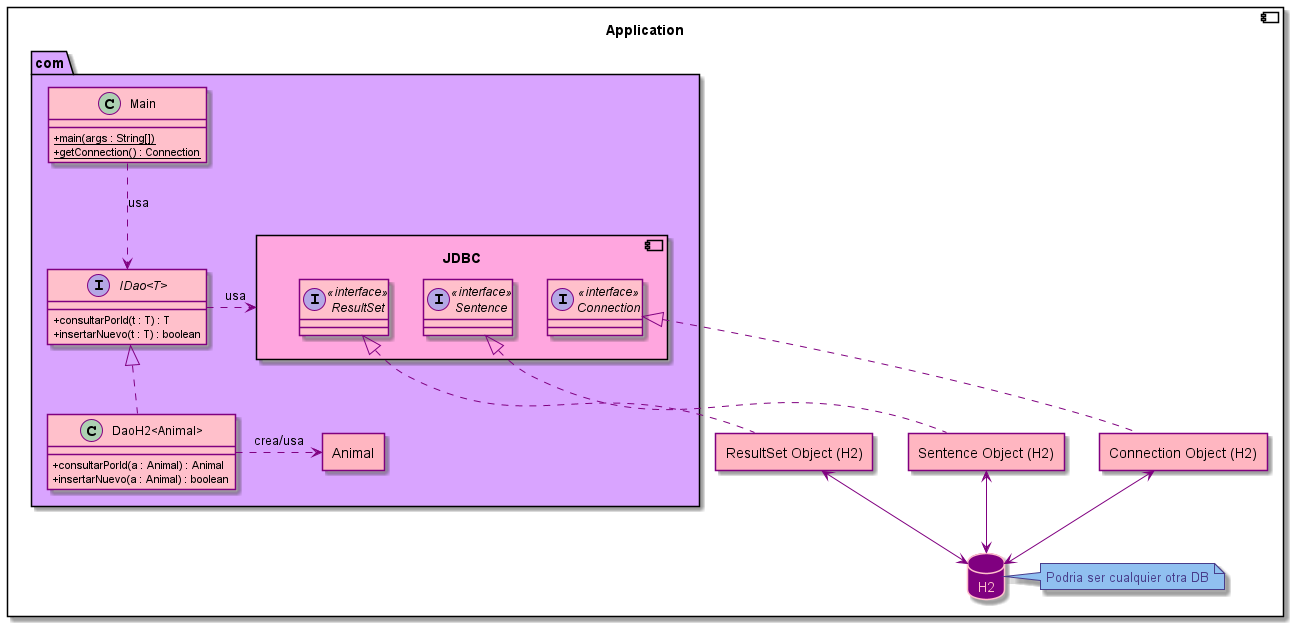 Application
com
C Main
+main(args : String[])
+getConnection() : Connection
usa
JDBC
I IDao<T>
+consultarPorId(t : T) : T
+insertarNuevo(t : T) : boolean
usa
I «interface»
ResultSet
I «interface»
Sentence
I «interface»
Connection
C DaoH2<Animal>
+consultarPorId(a : Animal) : Animal
+insertarNuevo(a : Animal) : boolean
crea/usa
Animal
ResultSet Object (H2)
Sentence Object (H2)
Connection Object (H2)
H2
Podria ser cualquier otra DB